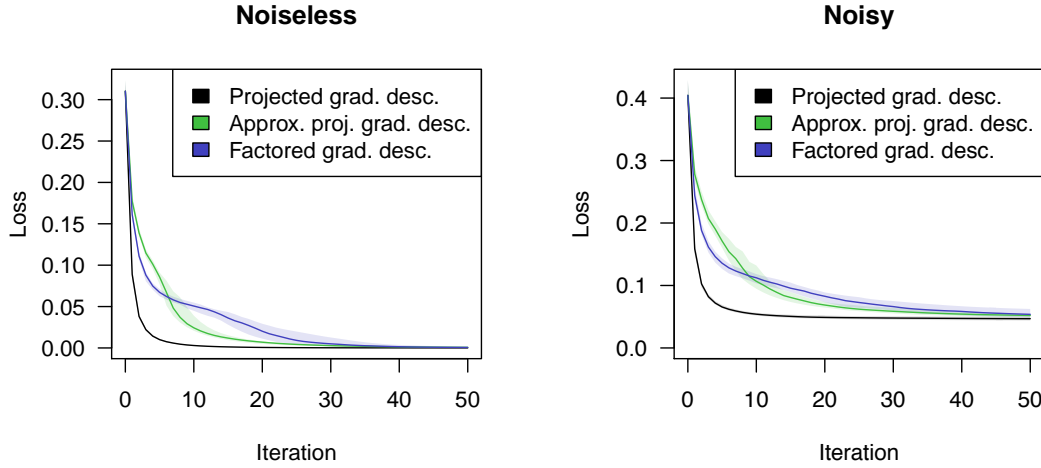 Noiseless
Projected grad. desc.
Approx. proj. grad. desc.
Factored grad. desc.
Loss
0.30
0.25
0.20
0.15
0.10
0.05
0.00
0 10 20 30 40 50
Iteration
Noisy
Projected grad. desc.
Approx. proj. grad. desc.
Factored grad. desc.
Loss
0.4
0.3
0.2
0.1
0.0
0 10 20 30 40 50
Iteration